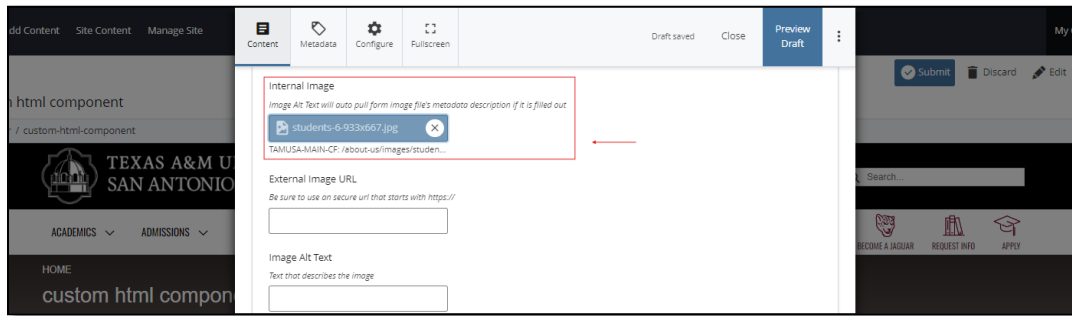 dd Content Site Content Manage Site
Content Metadata Configure Fullscreen
Draft saved Close Preview Draft
My
Submit Discard Edit
html component
/ custom-html-component
Internal Image
Image Alt Text will auto pull form image file's metadata description if it is filled out
students-6-933x667.jpg
TAMUSA-MAIN-CF: /about-us/images/studen...
TEXAS A&M U
SAN ANTONIO
Search...
External Image URL
Be sure to use an secure url that starts with https://
ACADEMICS ADMISSIONS
BECOME A JAGUAR REQUEST INFO APPLY
Image Alt Text
Text that describes the image
HOME
custom html compon